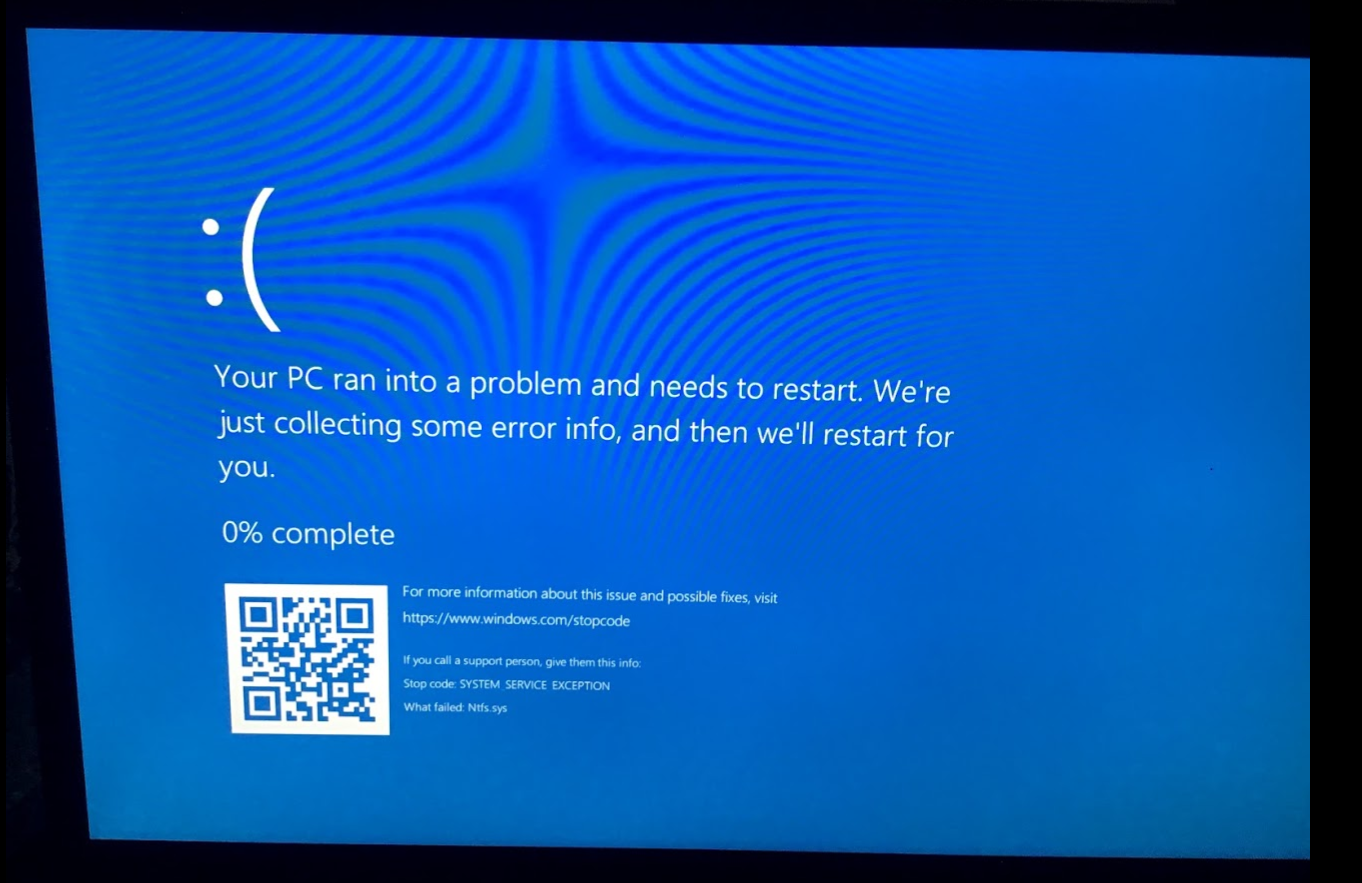 :(
Your PC ran into a problem and needs to restart. We're
just collecting some error info, and then we'll restart for
you.
0% complete
For more information about this issue and possible fixes, visit
https://www.windows.com/stopcode
If you call a support person, give them this info:
Stop code: SYSTEM_SERVICE_EXCEPTION
What failed: Ntfs.sys